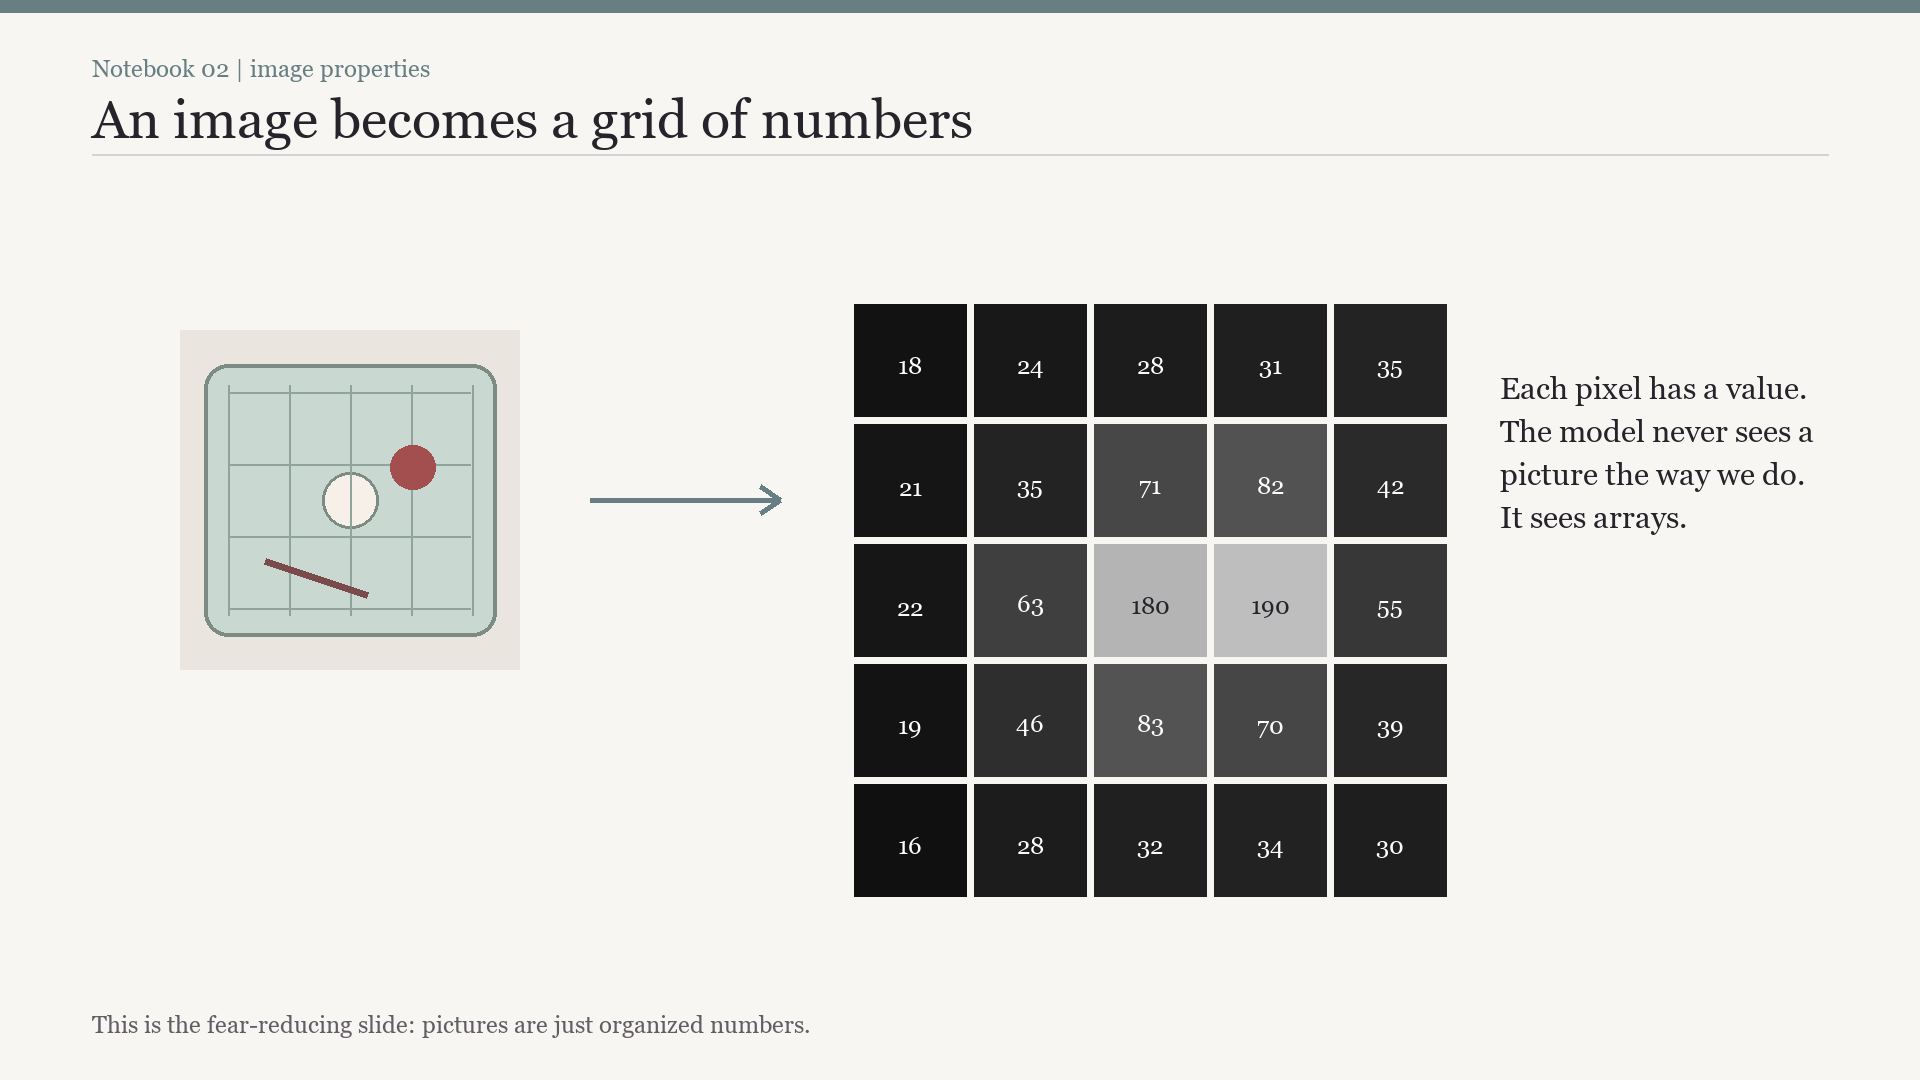 Notebook 02 | image properties
An image becomes a grid of numbers
18 24 28 31 35
21 35 71 82 42
22 63 180 190 55
19 46 83 70 39
16 28 32 34 30
Each pixel has a value.
The model never sees a
picture the way we do.
It sees arrays.
This is the fear-reducing slide: pictures are just organized numbers.